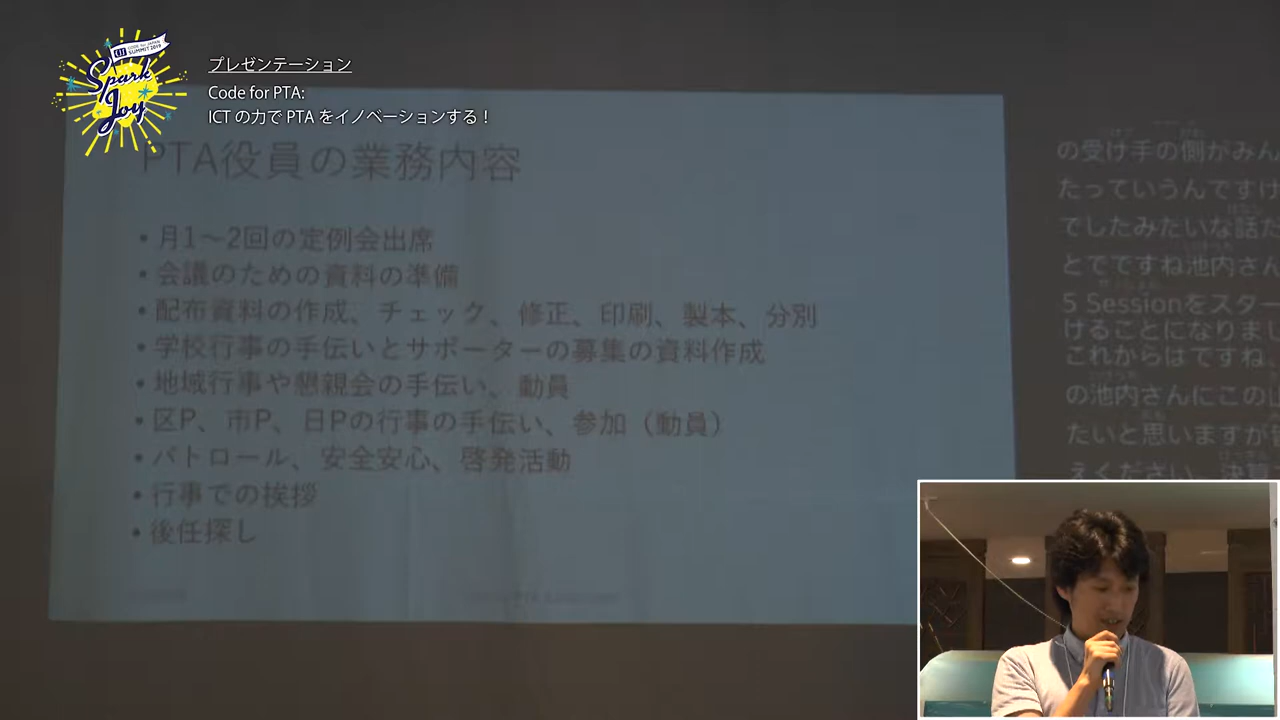 CODE for JAPAN
SUMMIT 2019
Spark
Joy
プレゼンテーション
Code for PTA:
ICT の力で PTA をイノベーションする！
PTA役員の業務内容
• 月1～2回の定例会出席
• 会議のための資料の準備
• 配布資料の作成、チェック、修正、印刷、製本、分別
• 学校行事の手伝いとサポーターの募集の資料作成
• 地域行事や懇親会の手伝い、動員
• 区P、市P、日Pの行事の手伝い、参加（動員）
• パトロール、安全安心、啓発活動
• 行事での挨拶
• 後任探し
の受け手の側がみん
たっていうんですけ
でしたみたいな話だ
とでですね池内さん
5 Sessionをスター
けることになりまし
これからはですね
の池内さんにこの
たいと思いますが
えください